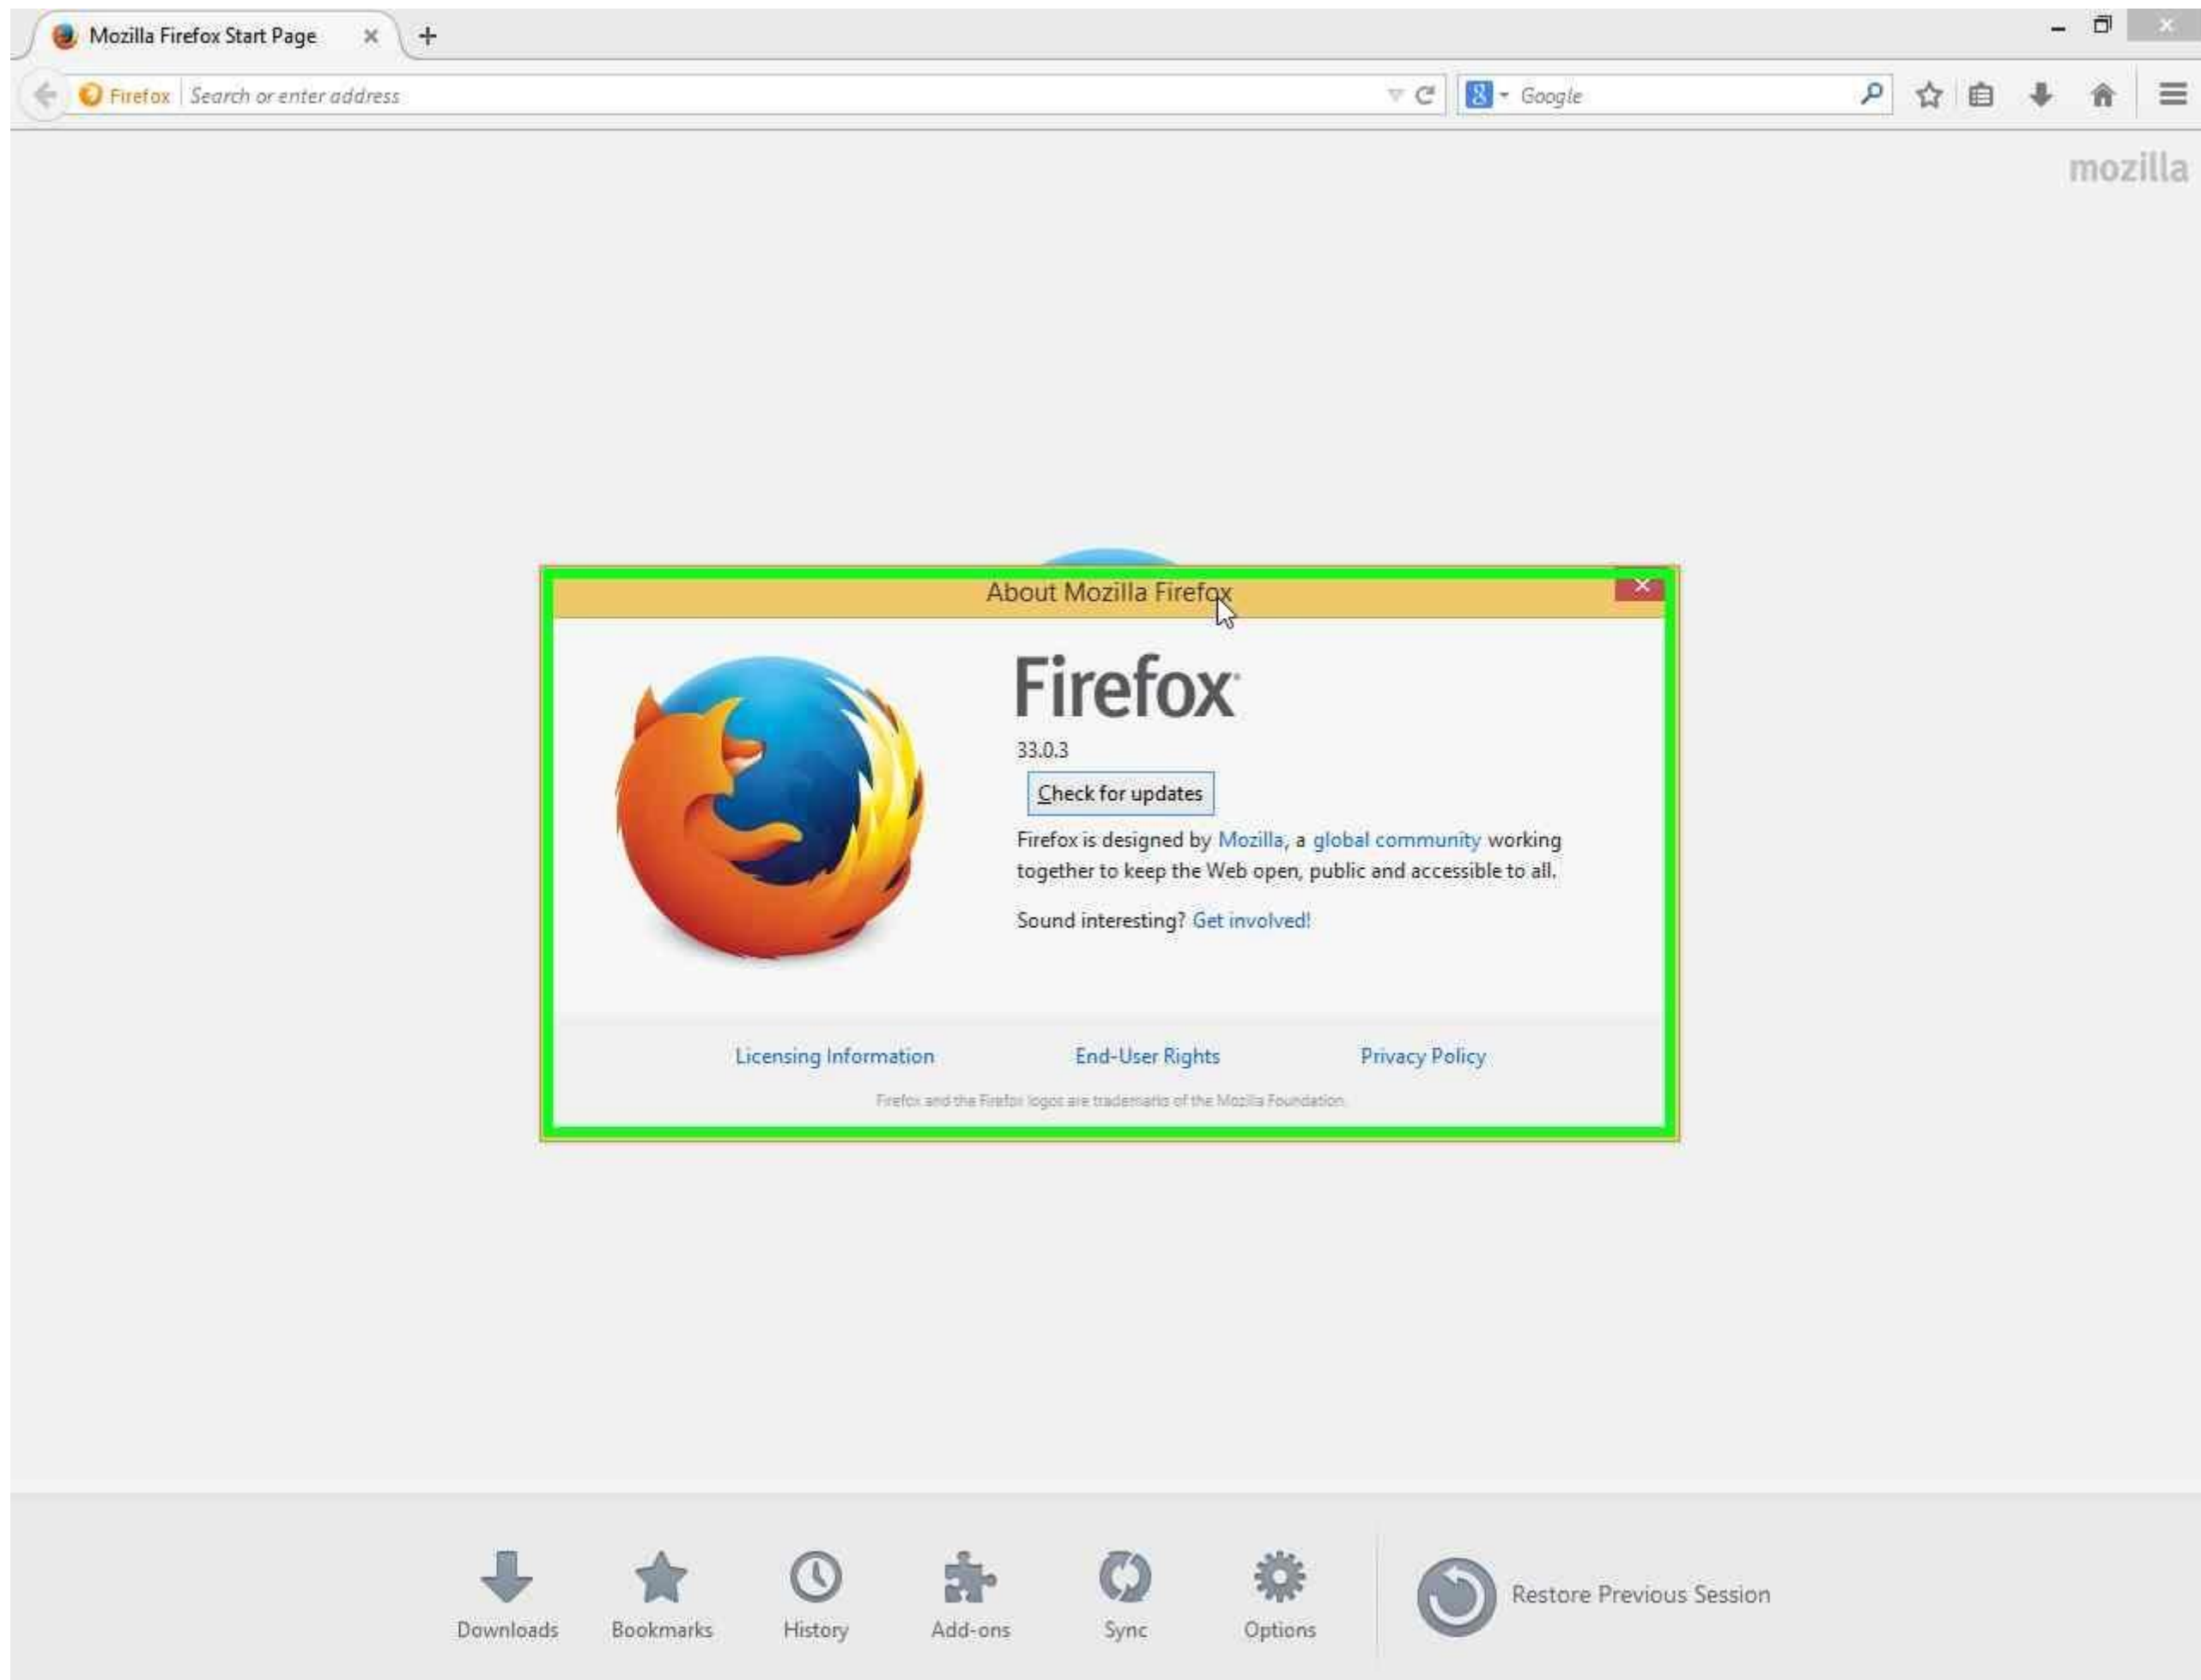 Mozilla Firefox Start Page
Firefox Search or enter address
8 Google
mozilla
About Mozilla Firefox
Firefox
33.0.3
Check for updates
Firefox is designed by Mozilla, a global community working
together to keep the Web open, public and accessible to all.
Sound interesting? Get involved!
Licensing Information End-User Rights Privacy Policy
Firefox and the Firefox logos are trademarks of the Mozilla Foundation.
Downloads Bookmarks History Add-ons Sync Options Restore Previous Session